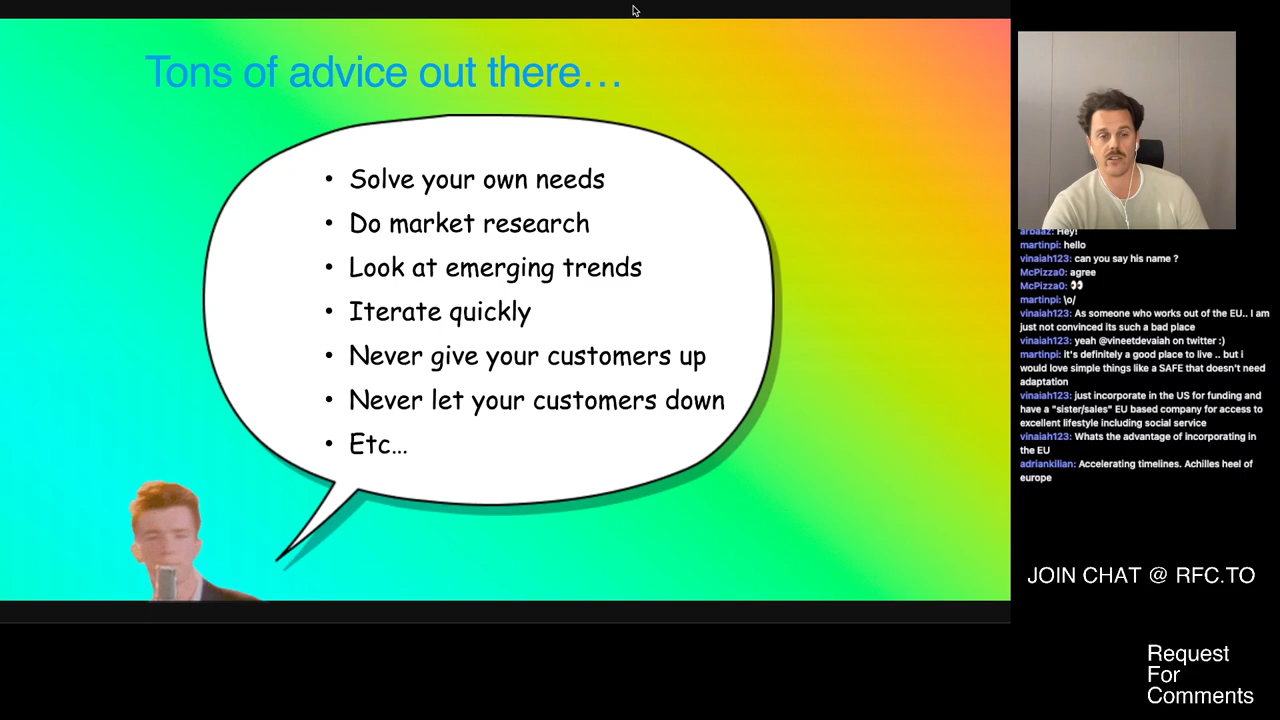 Tons of advice out there…
• Solve your own needs
• Do market research
• Look at emerging trends
• Iterate quickly
• Never give your customers up
• Never let your customers down
• Etc…
arbaaz: Hey!
martinpi: hello
vinaiah123: can you say his name ?
McPizza0: agree
McPizza0: 👀
martinpi: \o/
vinaiah123: As someone who works out of the EU.. I am
just not convinced its such a bad place
vinaiah123: yeah @vineetdevaiah on twitter :)
martinpi: it's definitely a good place to live .. but i
would love simple things like a SAFE that doesn't need
adaptation
vinaiah123: just incorporate in the US for funding and
have a "sister/sales" EU based company for access to
excellent lifestyle including social service
vinaiah123: Whats the advantage of incorporating in
the EU
adriankilian: Accelerating timelines. Achilles heel of
europe
JOIN CHAT @ RFC.TO
Request
For
Comments